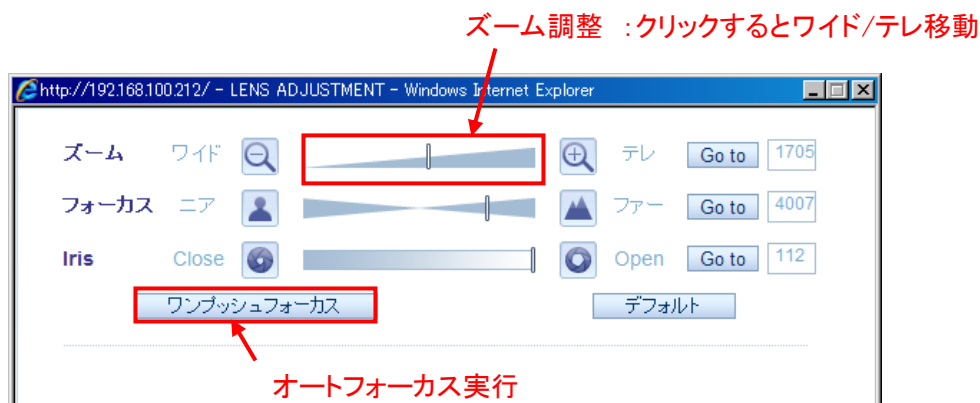 ズーム調整 :クリックするとワイド/テレ移動
http://192.168.100.212/ - LENS ADJUSTMENT - Windows Internet Explorer
ズーム ワイド テレ Go to 1705
フォーカス ニア ファー Go to 4007
Iris Close Open Go to 112
ワンプッシュフォーカス デフォルト
オートフォーカス実行